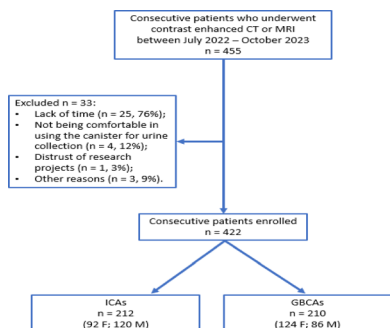 Consecutive patients who underwent
contrast enhanced CT or MRI
between July 2022 – October 2023
n = 455
Excluded n = 33:
• Lack of time (n = 25, 76%);
• Not being comfortable in
using the canister for urine
collection (n = 4, 12%);
• Distrust of research
projects (n = 1, 3%);
• Other reasons (n = 3, 9%).
Consecutive patients enrolled
n = 422
ICAs
n = 212
(92 F; 120 M)
GBCAs
n = 210
(124 F; 86 M)